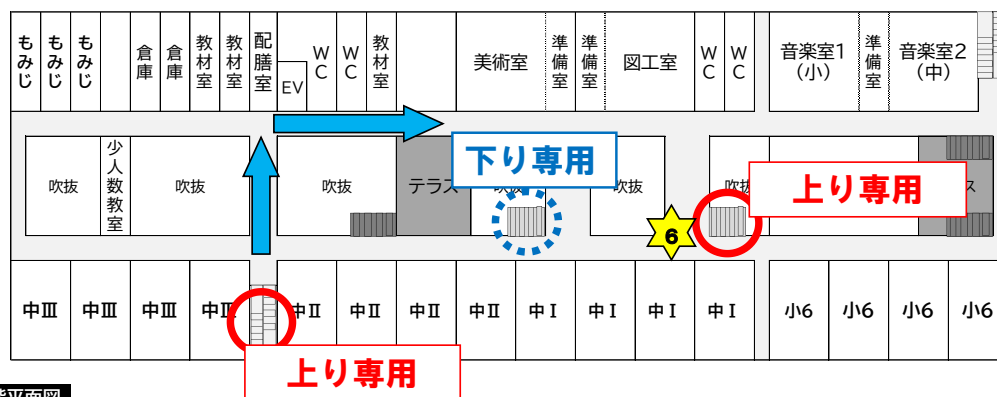 もみじ
もみじ
もみじ
倉庫
倉庫
教材室
教材室
配膳室
EV
WC
WC
教材室
美術室
準備室
準備室
図工室
WC
WC
音楽室1
(小)
準備室
音楽室2
(中)
吹抜
少人数教室
吹抜
吹抜
テラス
下り専用
吹抜
吹抜
6
吹抜
上り専用
ス
中Ⅲ
中Ⅲ
中Ⅲ
中Ⅲ
中Ⅱ
中Ⅱ
中Ⅱ
中Ⅱ
中Ⅰ
中Ⅰ
中Ⅰ
中Ⅰ
小6
小6
小6
小6
上り専用
階平面図